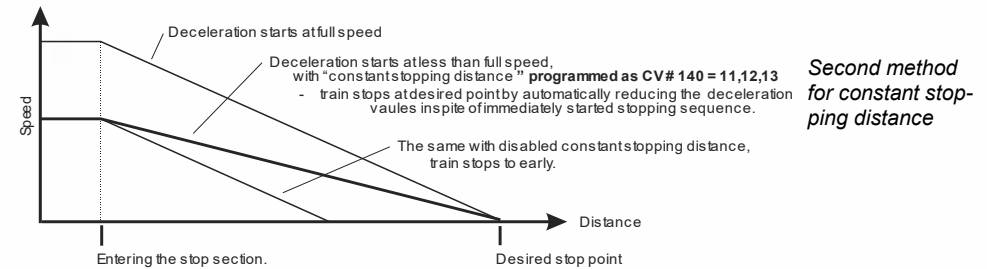 Deceleration starts at full speed
Deceleration starts at less than full speed,
with “constant stopping distance ” programmed as CV # 140 = 11,12,13
- train stops at desired point by automatically reducing the deceleration
vaules inspite of immediately started stopping sequence.
Second method
for constant stop-
ping distance
Speed
The same with disabled constant stopping distance,
train stops to early.
Distance
Entering the stop section.
Desired stop point